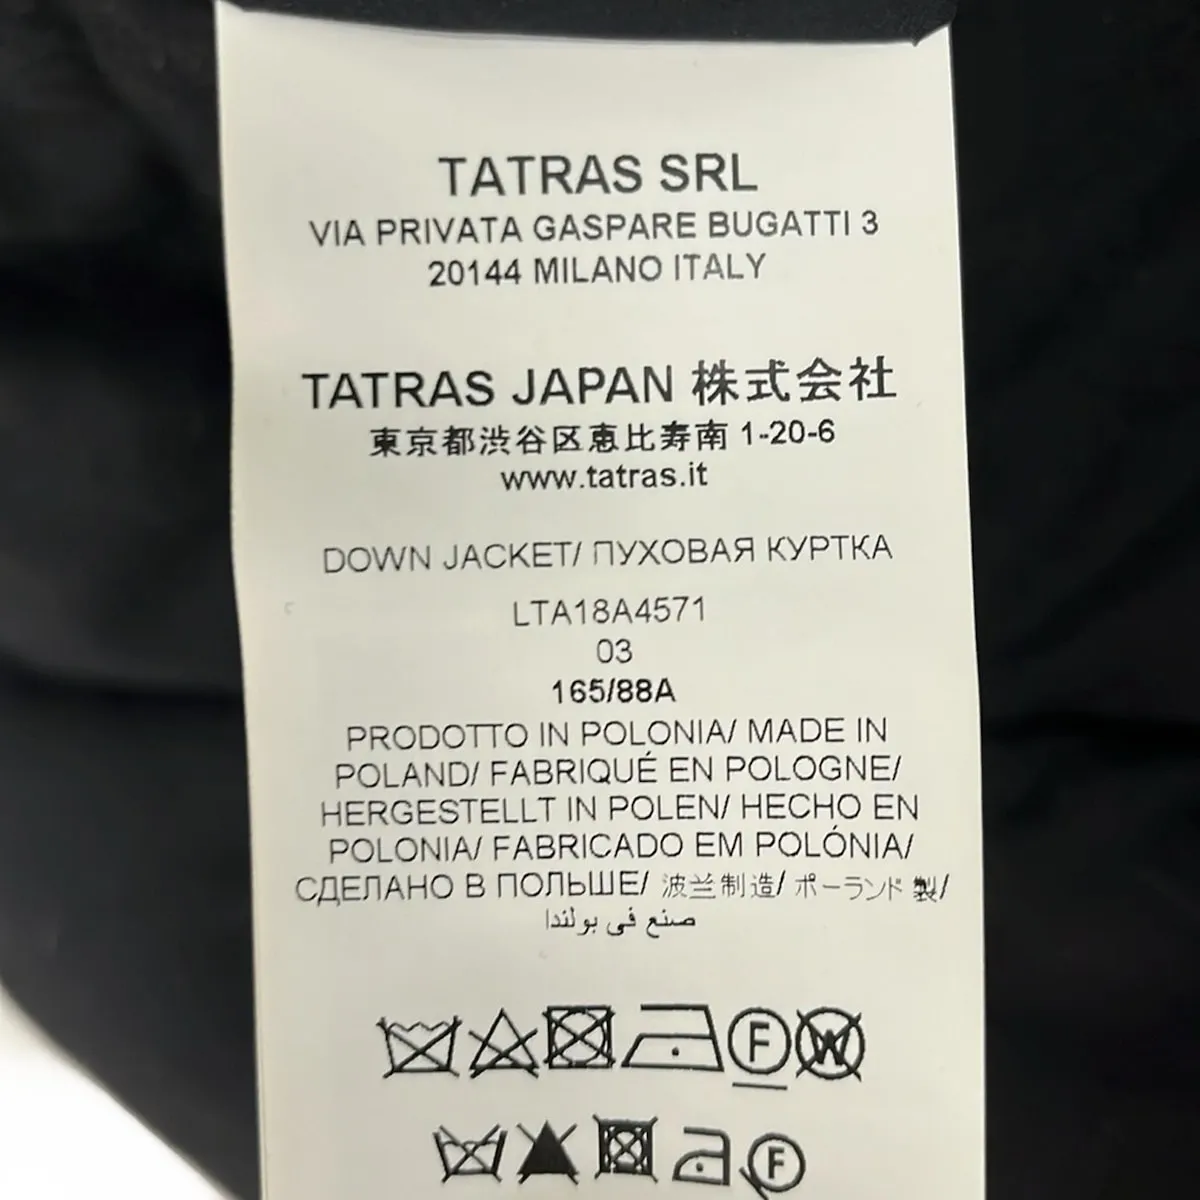 TATRAS SRL
VIA PRIVATA GASPARE BUGATTI 3
20144 MILANO ITALY
TATRAS JAPAN 株式会社
東京都渋谷区恵比寿南 1-20-6
www.tatras.it
DOWN JACKET/ ПУХОВАЯ КУРТКА
LTA18A4571
03
165/88A
PRODOTTO IN POLONIA/ MADE IN
POLAND/ FABRIQUÉ EN POLOGNE/
HERGESTELLT IN POLEN/ HECHO EN
POLONIA/ FABRICADO EM POLÓNIA/
СДЕЛАНО В ПОЛЬШЕ/ 波兰制造/ ポーランド 製/
صنع في بولندا
F W
F